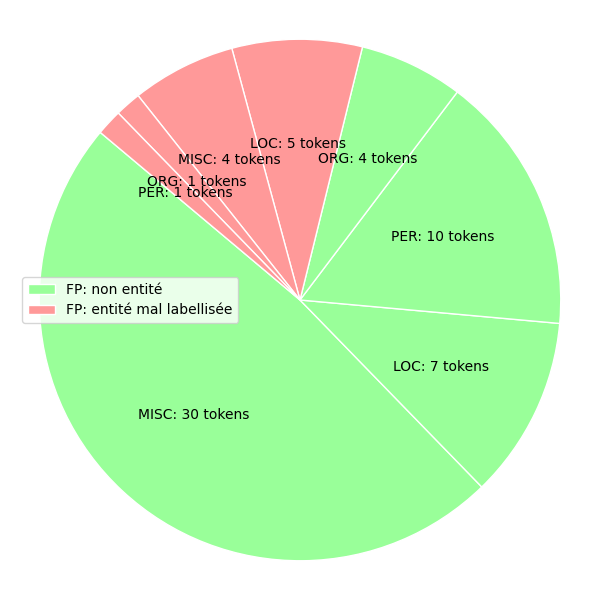 LOC: 5 tokens
MISC: 4 tokens
ORG: 4 tokens
ORG: 1 tokens
PER: 1 tokens
PER: 10 tokens
FP: non entité
FP: entité mal labellisée
LOC: 7 tokens
MISC: 30 tokens